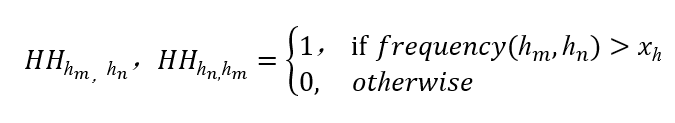 HH_{h_m, h_n}, HH_{h_n,h_m} = {1, if frequency(h_m, h_n) > x_h
0, otherwise